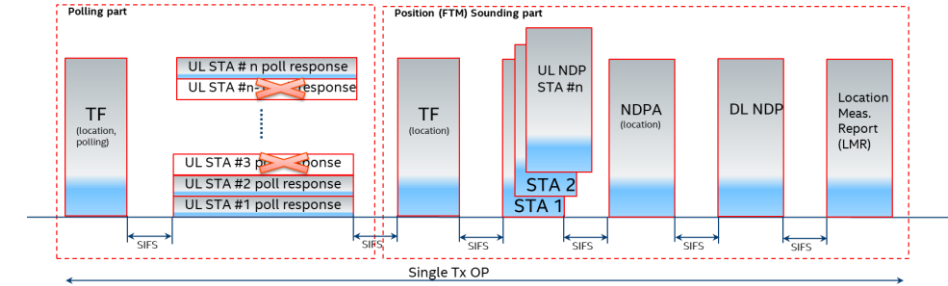 Polling part
Position (FTM) Sounding part
TF
(location,
polling)
UL STA # n poll response
UL STA #n- response
UL STA #3 p onse
UL STA #2 poll response
UL STA #1 poll response
TF
(location)
UL NDP
STA #n
STA 2
STA 1
NDPA
(location)
DL NDP
Location
Meas.
Report
(LMR)
SIFS
SIFS
SIFS
SIFS
SIFS
SIFS
Single Tx OP